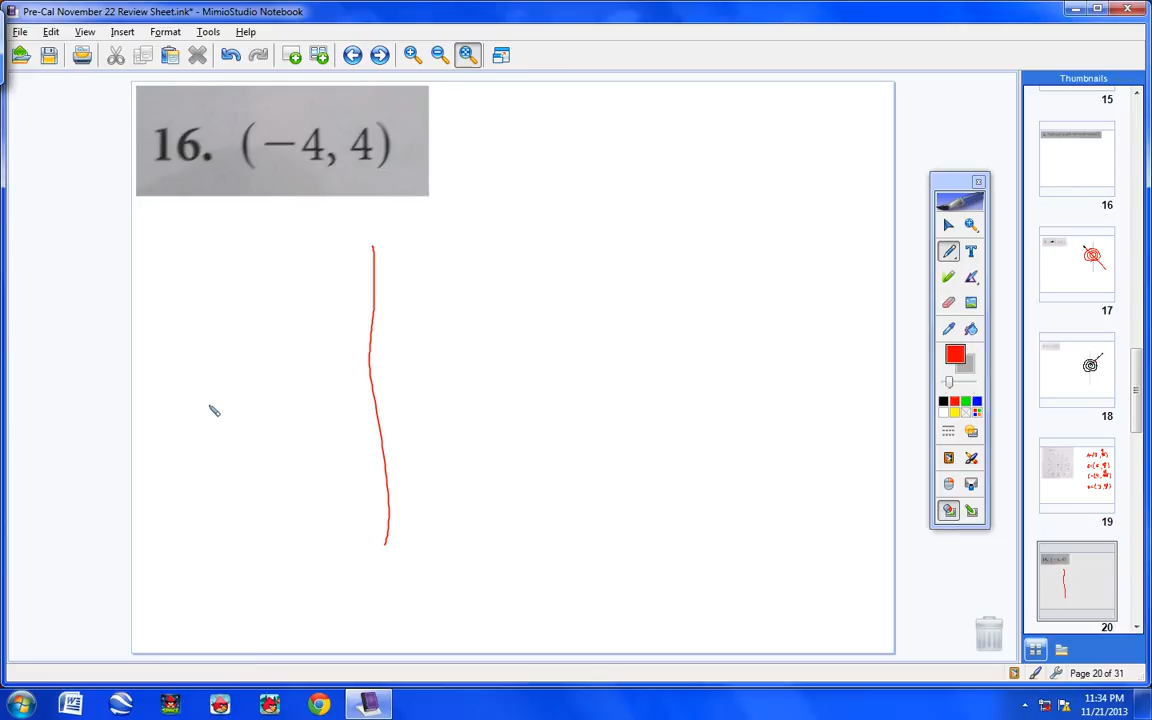 Pre-Cal November 22 Review Sheet.ink* - MimioStudio Notebook
File Edit View Insert Format Tools Help
16. (−4, 4)
Thumbnails
15
16
17
18
19
20
Page 20 of 31
11:34 PM
11/21/2013